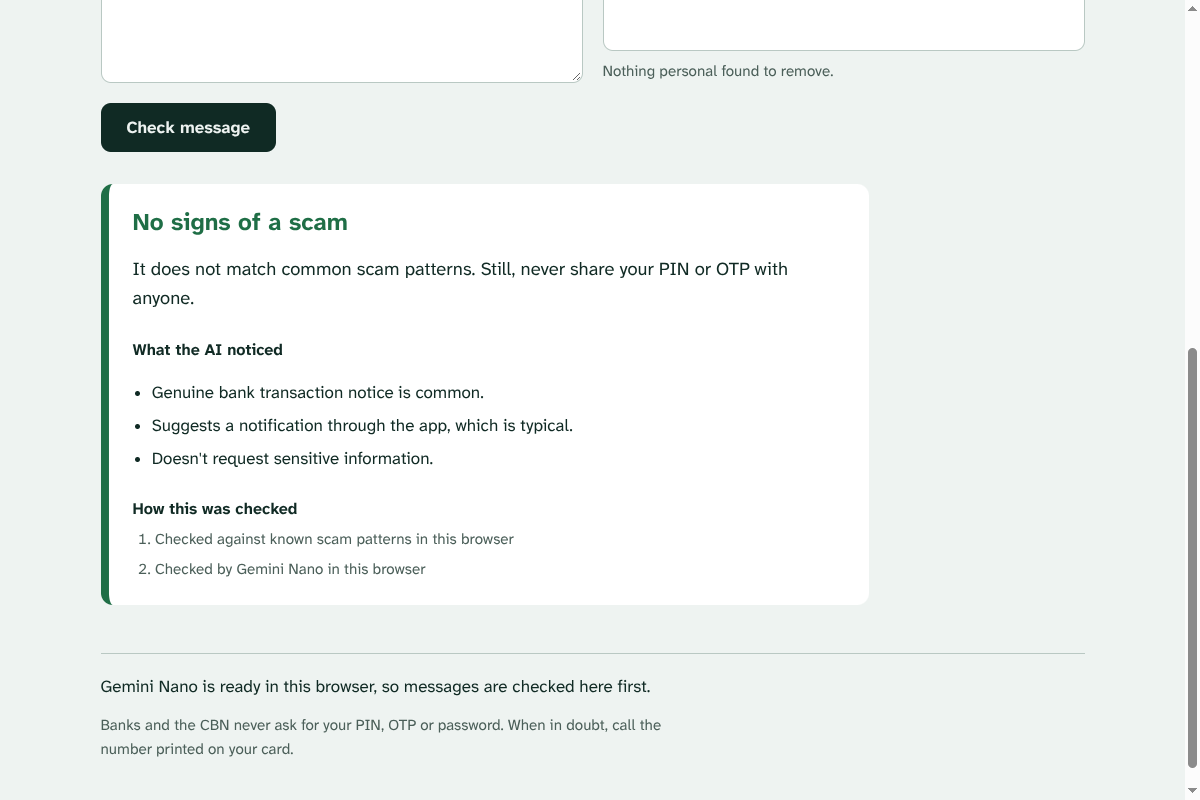 Nothing personal found to remove.
Check message
No signs of a scam
It does not match common scam patterns. Still, never share your PIN or OTP with
anyone.
What the AI noticed
• Genuine bank transaction notice is common.
• Suggests a notification through the app, which is typical.
• Doesn't request sensitive information.
How this was checked
1. Checked against known scam patterns in this browser
2. Checked by Gemini Nano in this browser
Gemini Nano is ready in this browser, so messages are checked here first.
Banks and the CBN never ask for your PIN, OTP or password. When in doubt, call the
number printed on your card.